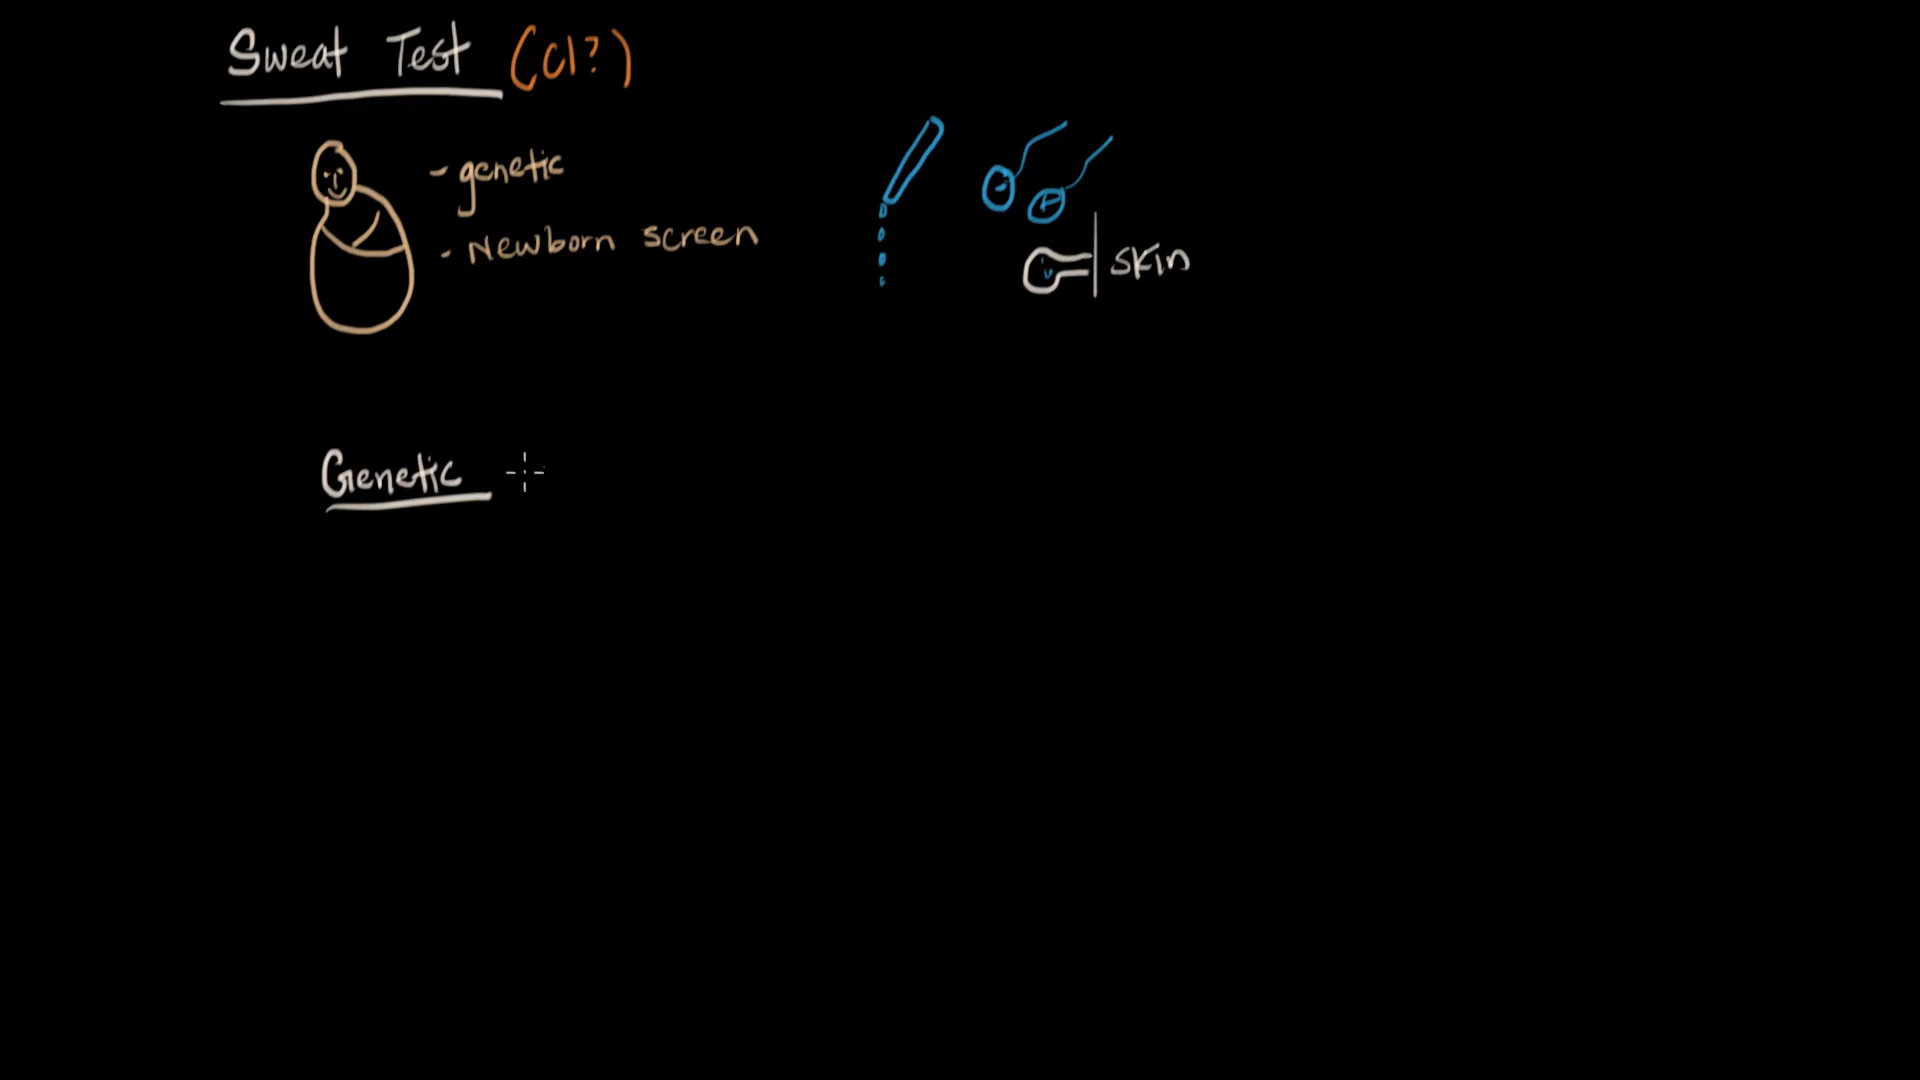 Sweat Test (Cl?)
- genetic
- Newborn screen
skin
Genetic